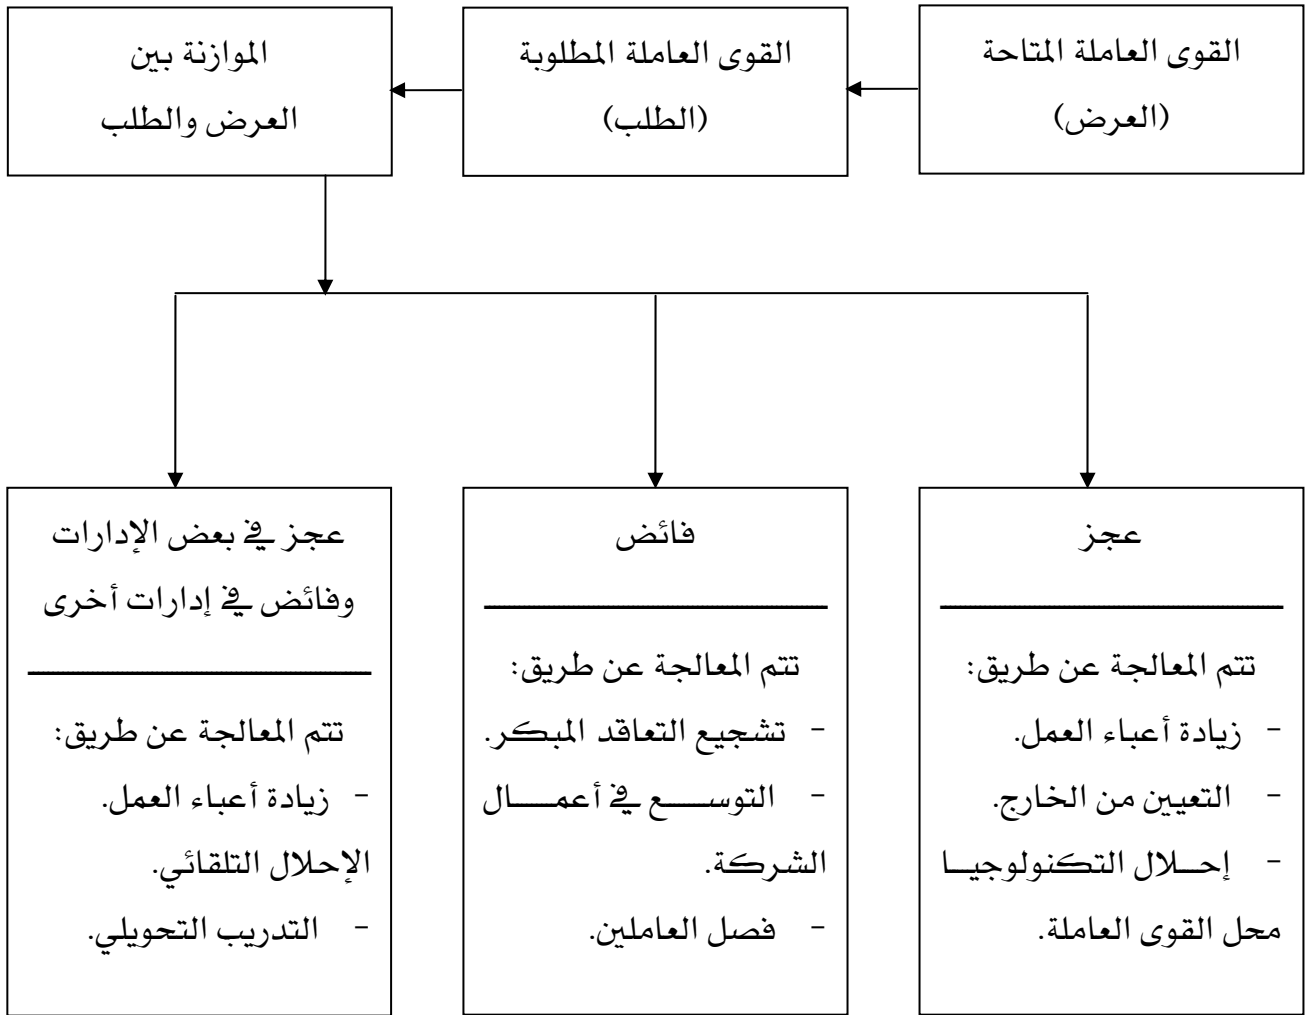 القوى العاملة المتاحة
(العرض)
القوى العاملة المطلوبة
(الطلب)
الموازنة بين
العرض والطلب
عجز
تتم المعالجة عن طريق:
- زيادة أعباء العمل.
- التعيين من الخارج.
- إحلال التكنولوجيا
محل القوى العاملة.
فائض
تتم المعالجة عن طريق:
- تشجيع التعاقد المبكر.
- التوسع في أعمال
الشركة.
- فصل العاملين.
عجز في بعض الإدارات
وفائض في إدارات أخرى
تتم المعالجة عن طريق:
- زيادة أعباء العمل.
الإحلال التلقائي.
- التدريب التحويلي.